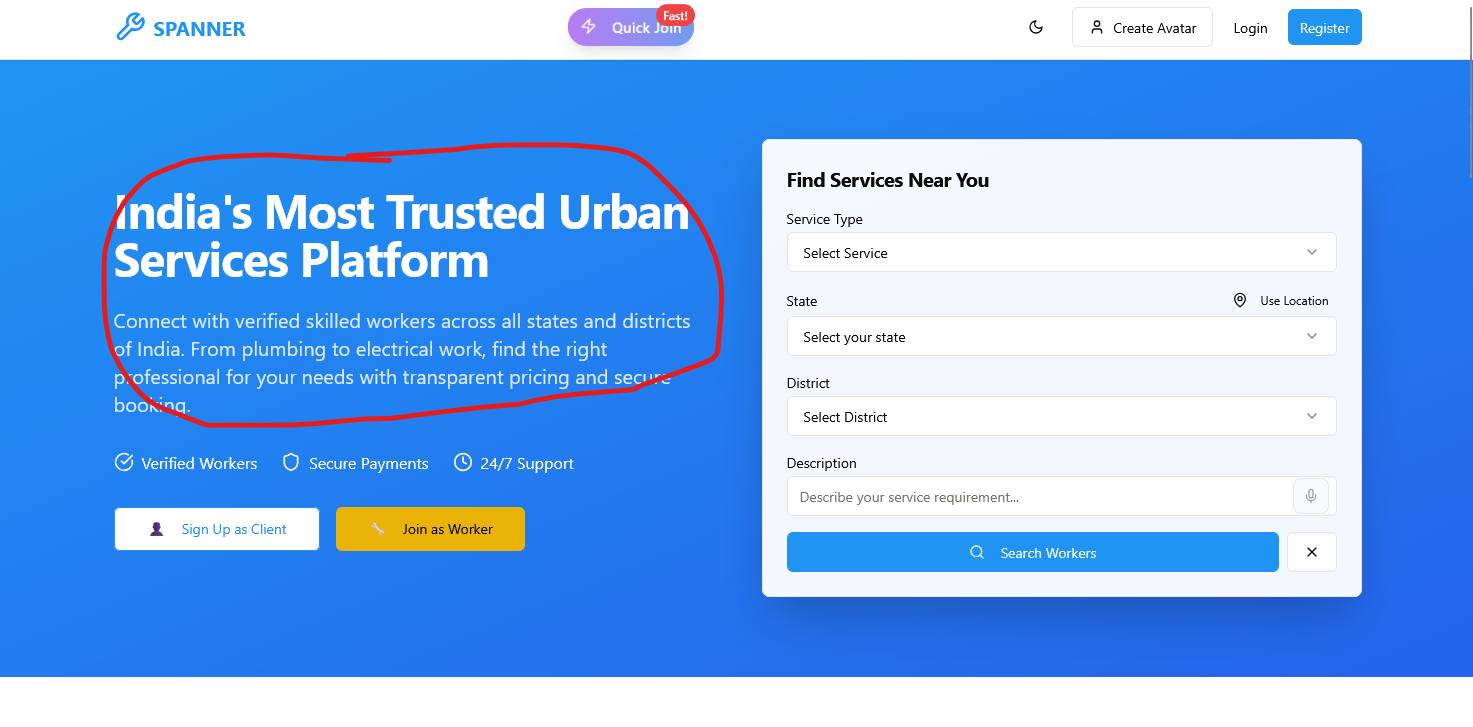 SPANNER
Quick Join
Fast!
Create Avatar
Login
Register
India's Most Trusted Urban
Services Platform
Connect with verified skilled workers across all states and districts
of India. From plumbing to electrical work, find the right
professional for your needs with transparent pricing and secure
booking.
Verified Workers
Secure Payments
24/7 Support
Sign Up as Client
Join as Worker
Find Services Near You
Service Type
Select Service
State
Use Location
Select your state
District
Select District
Description
Describe your service requirement...
Search Workers